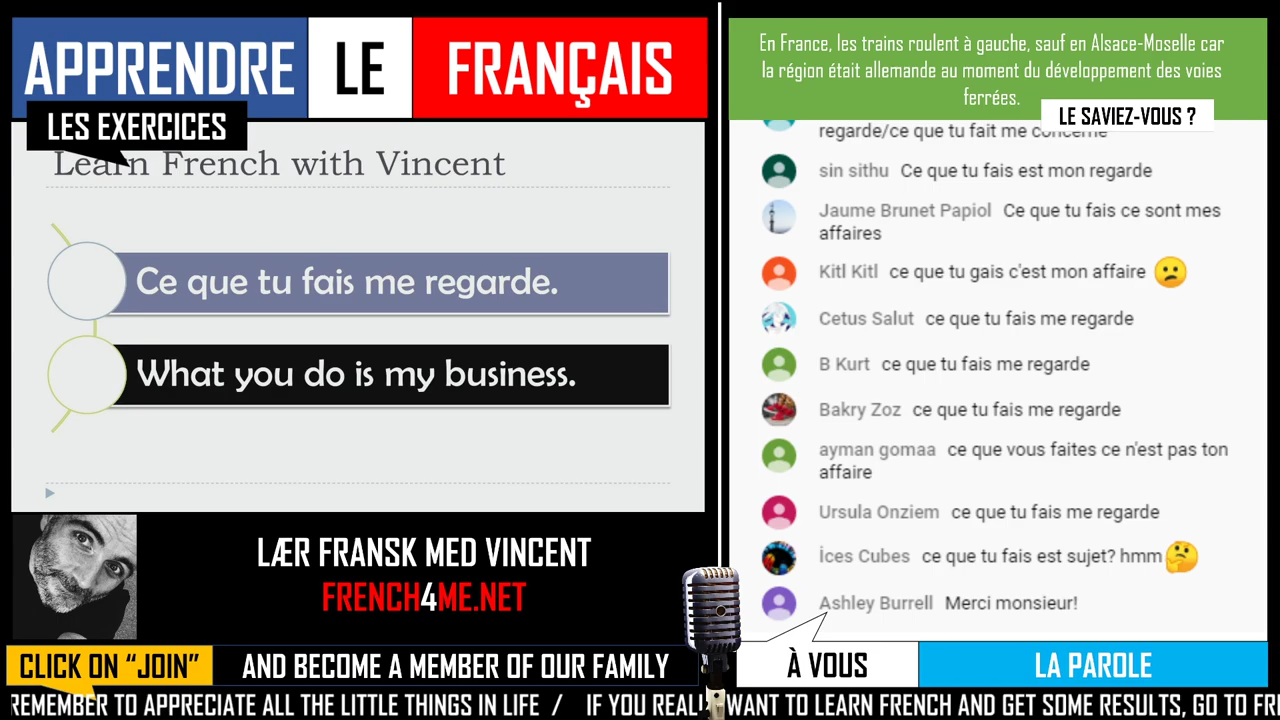 APPRENDRE LE FRANÇAIS
LES EXERCICES
Learn French with Vincent
Ce que tu fais me regarde.
What you do is my business.
LÆR FRANSK MED VINCENT
FRENCH4ME.NET
CLICK ON “JOIN” AND BECOME A MEMBER OF OUR FAMILY
En France, les trains roulent à gauche, sauf en Alsace-Moselle car
la région était allemande au moment du développement des voies
ferrées.
LE SAVIEZ-VOUS ?
regarde/ce que tu fait me concerne
sin sithu Ce que tu fais est mon regarde
Jaume Brunet Papiol Ce que tu fais ce sont mes
affaires
Kitl Kitl ce que tu gais c'est mon affaire
Cetus Salut ce que tu fais me regarde
B Kurt ce que tu fais me regarde
Bakry Zoz ce que tu fais me regarde
ayman gomaa ce que vous faites ce n'est pas ton
affaire
Ursula Onziem ce que tu fais me regarde
İces Cubes ce que tu fais est sujet? hmm
Ashley Burrell Merci monsieur!
À VOUS LA PAROLE
REMEMBER TO APPRECIATE ALL THE LITTLE THINGS IN LIFE / IF YOU WANT TO LEARN FRENCH AND GET SOME RESULTS, GO TO